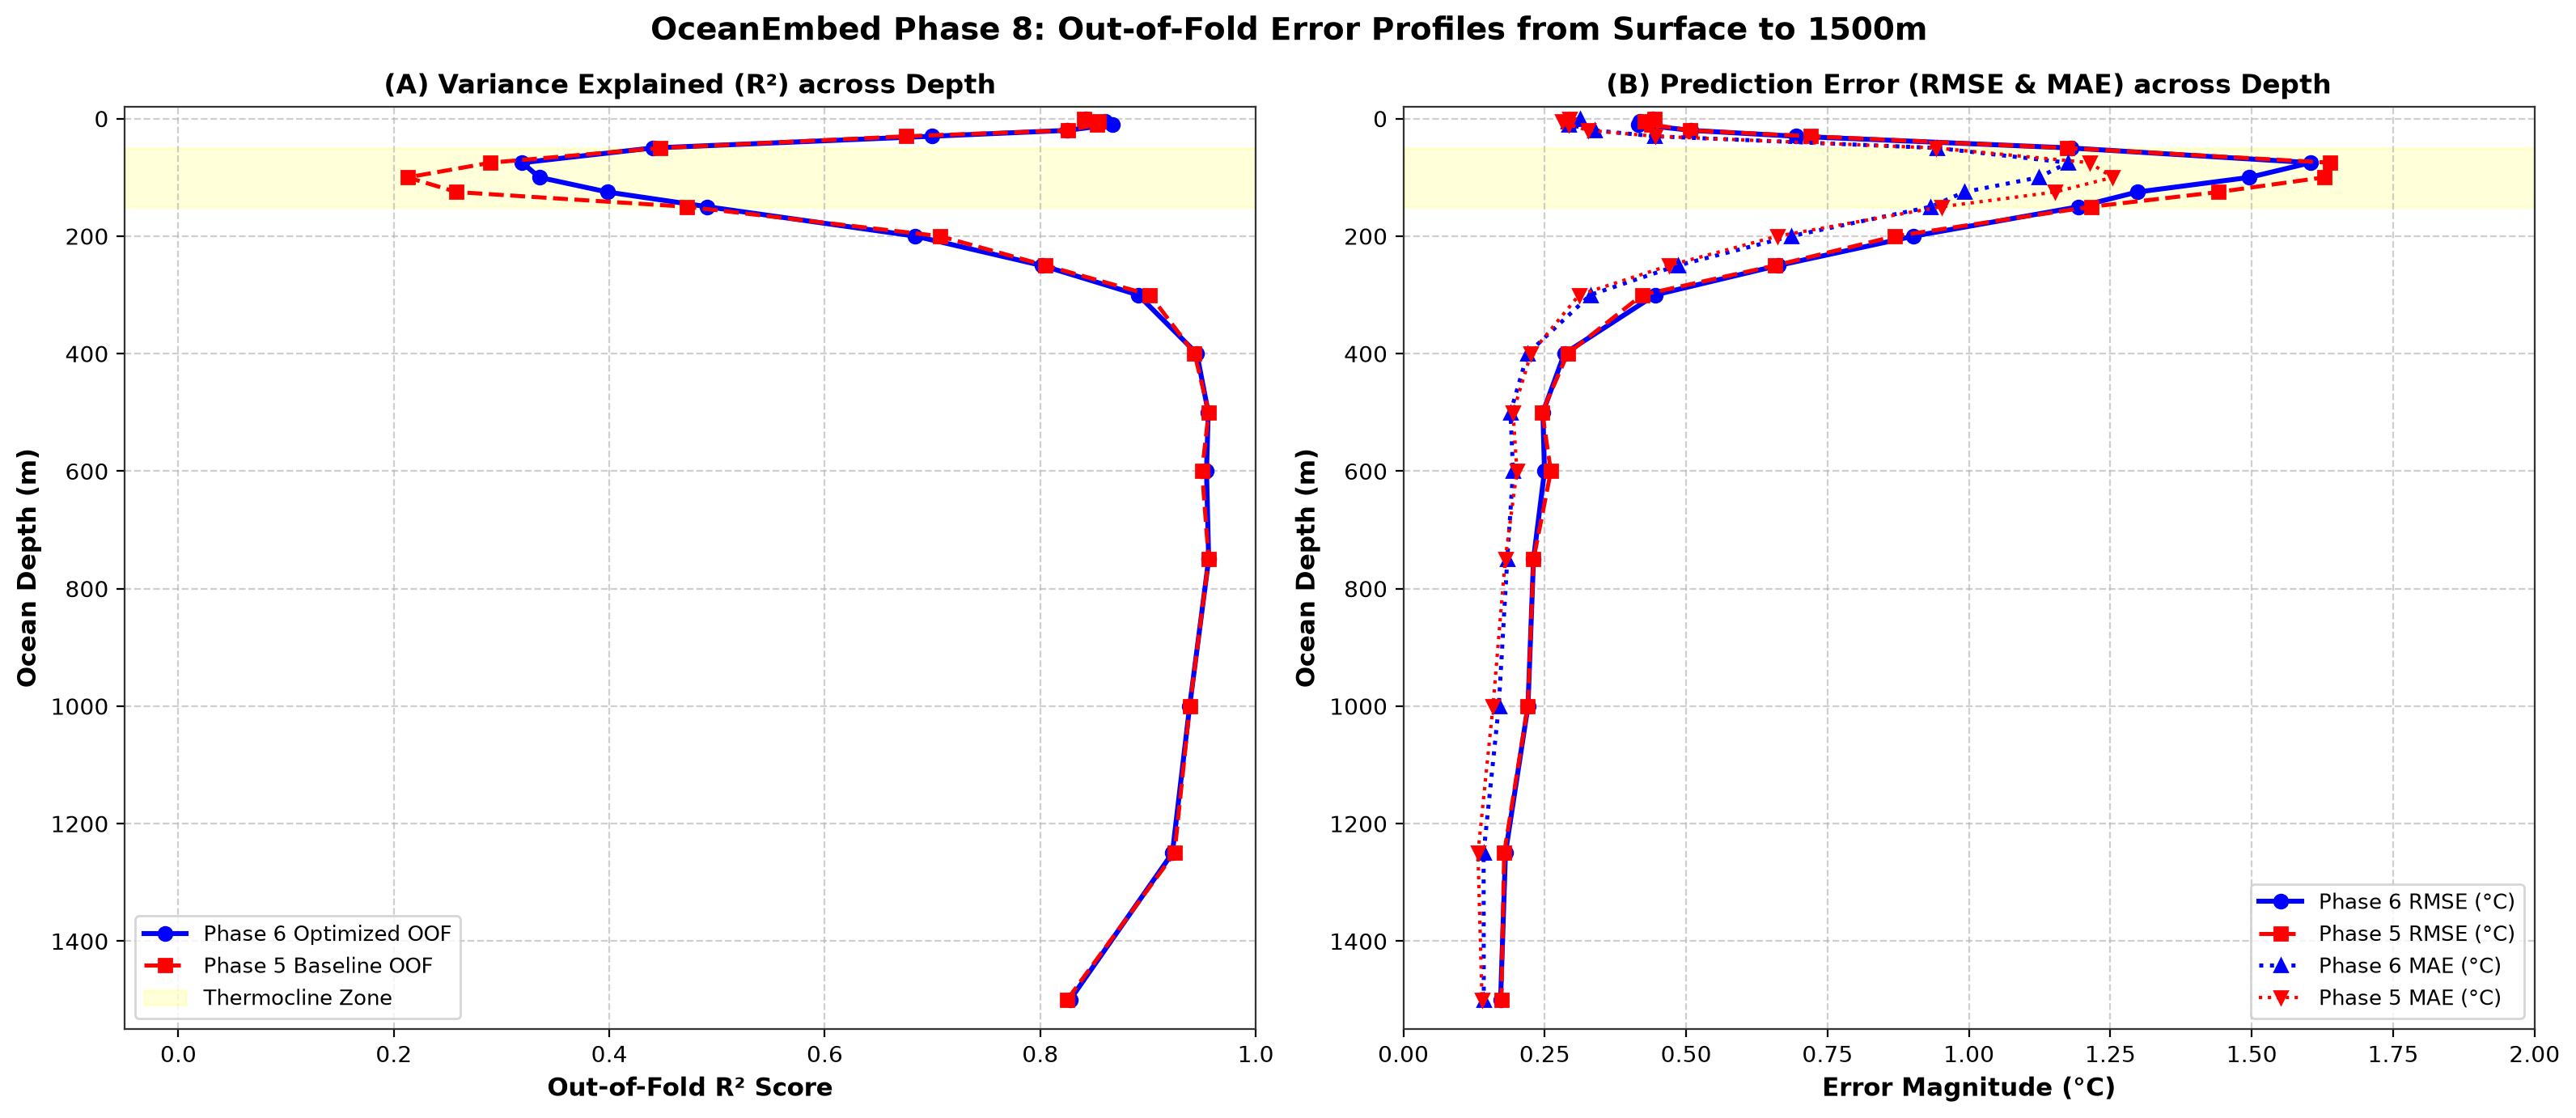 OceanEmbed Phase 8: Out-of-Fold Error Profiles from Surface to 1500m
(A) Variance Explained (R²) across Depth
0
200
400
600
800
1000
1200
1400
Ocean Depth (m)
Phase 6 Optimized OOF
Phase 5 Baseline OOF
Thermocline Zone
0.0
0.2
0.4
0.6
0.8
1.0
Out-of-Fold R² Score
(B) Prediction Error (RMSE & MAE) across Depth
0
200
400
600
800
1000
1200
1400
Ocean Depth (m)
Phase 6 RMSE (°C)
Phase 5 RMSE (°C)
Phase 6 MAE (°C)
Phase 5 MAE (°C)
0.00
0.25
0.50
0.75
1.00
1.25
1.50
1.75
2.00
Error Magnitude (°C)